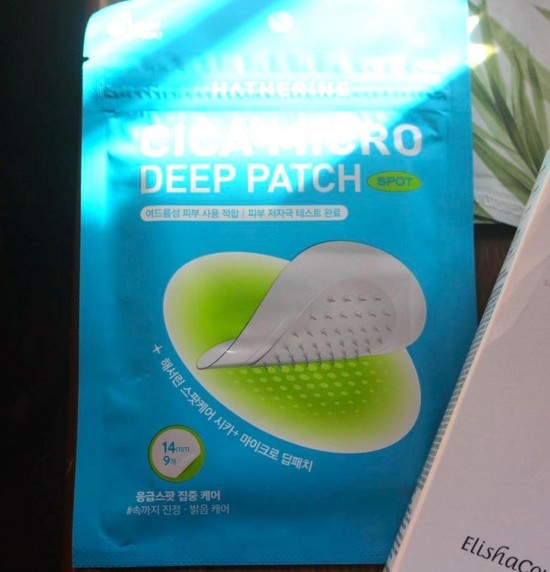 HATHERINE
CICA MICRO
DEEP PATCH SPOT
여드름성 피부 사용 적합 | 피부 저자극 테스트 완료
+ 해서린 스팟케어 시카+ 마이크로 딥패치
14mm
9개
응급스팟 집중 케어
#속까지 진정 · 밝음 케어
ElishaCo